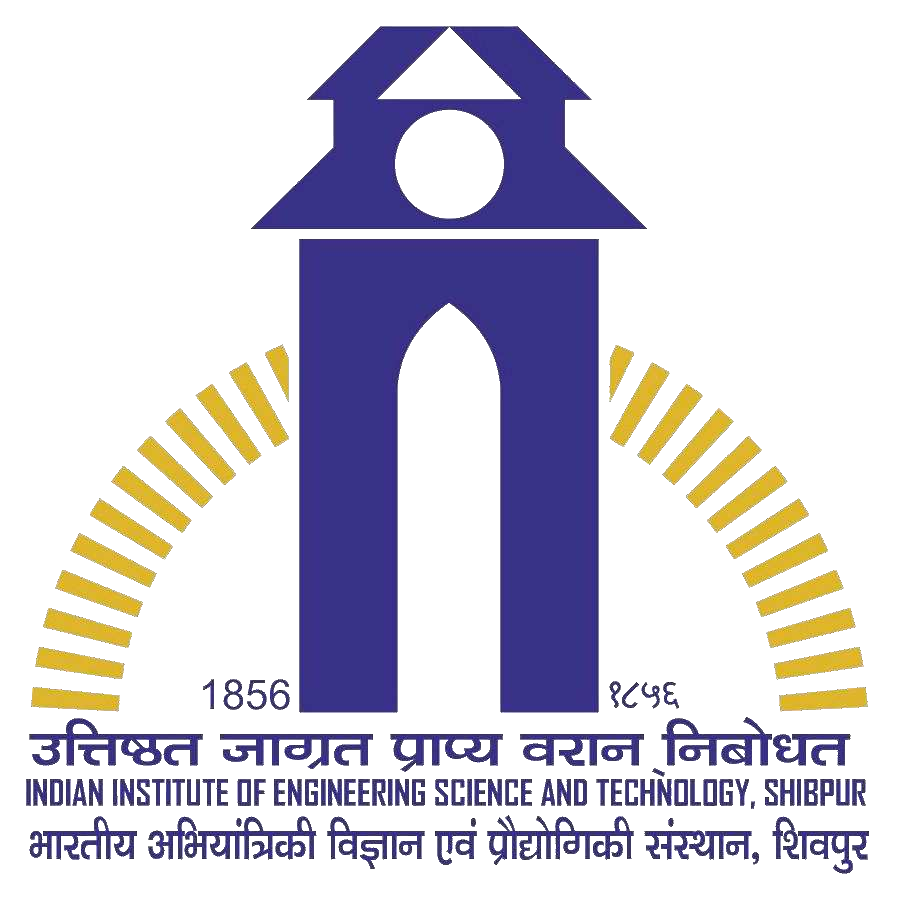 1856 १८५६
उत्तिष्ठत जाग्रत प्राप्य वरान् निबोधत
INDIAN INSTITUTE OF ENGINEERING SCIENCE AND TECHNOLOGY, SHIBPUR
भारतीय अभियांत्रिकी विज्ञान एवं प्रौद्योगिकी संस्थान, शिवपुर